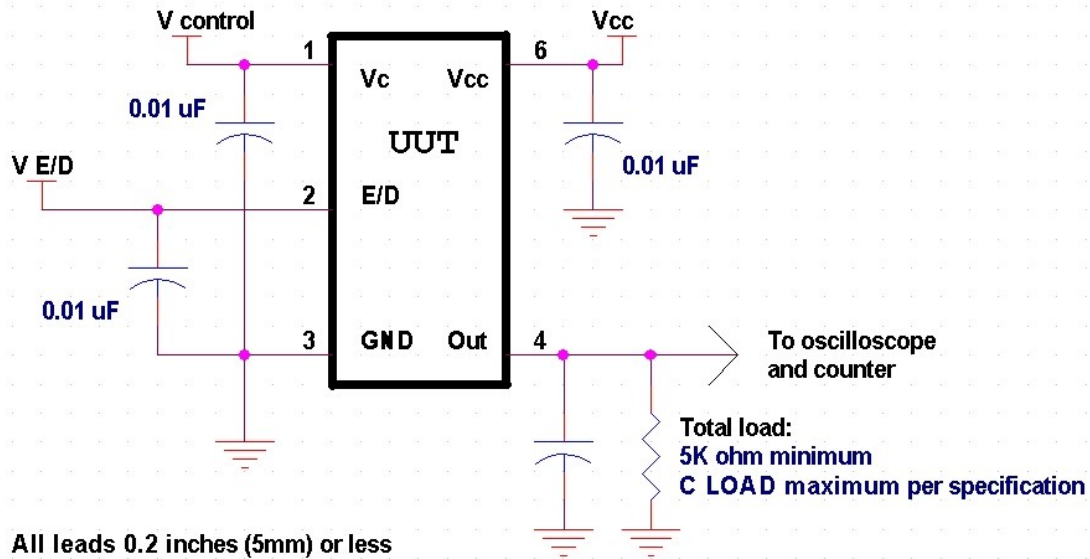 V control
Vcc
1
6
Vc
Vcc
0.01 uF
UUT
0.01 uF
V E/D
2
E/D
0.01 uF
3
GND
Out
4
To oscilloscope
and counter
Total load:
5K ohm minimum
C LOAD maximum per specification
All leads 0.2 inches (5mm) or less